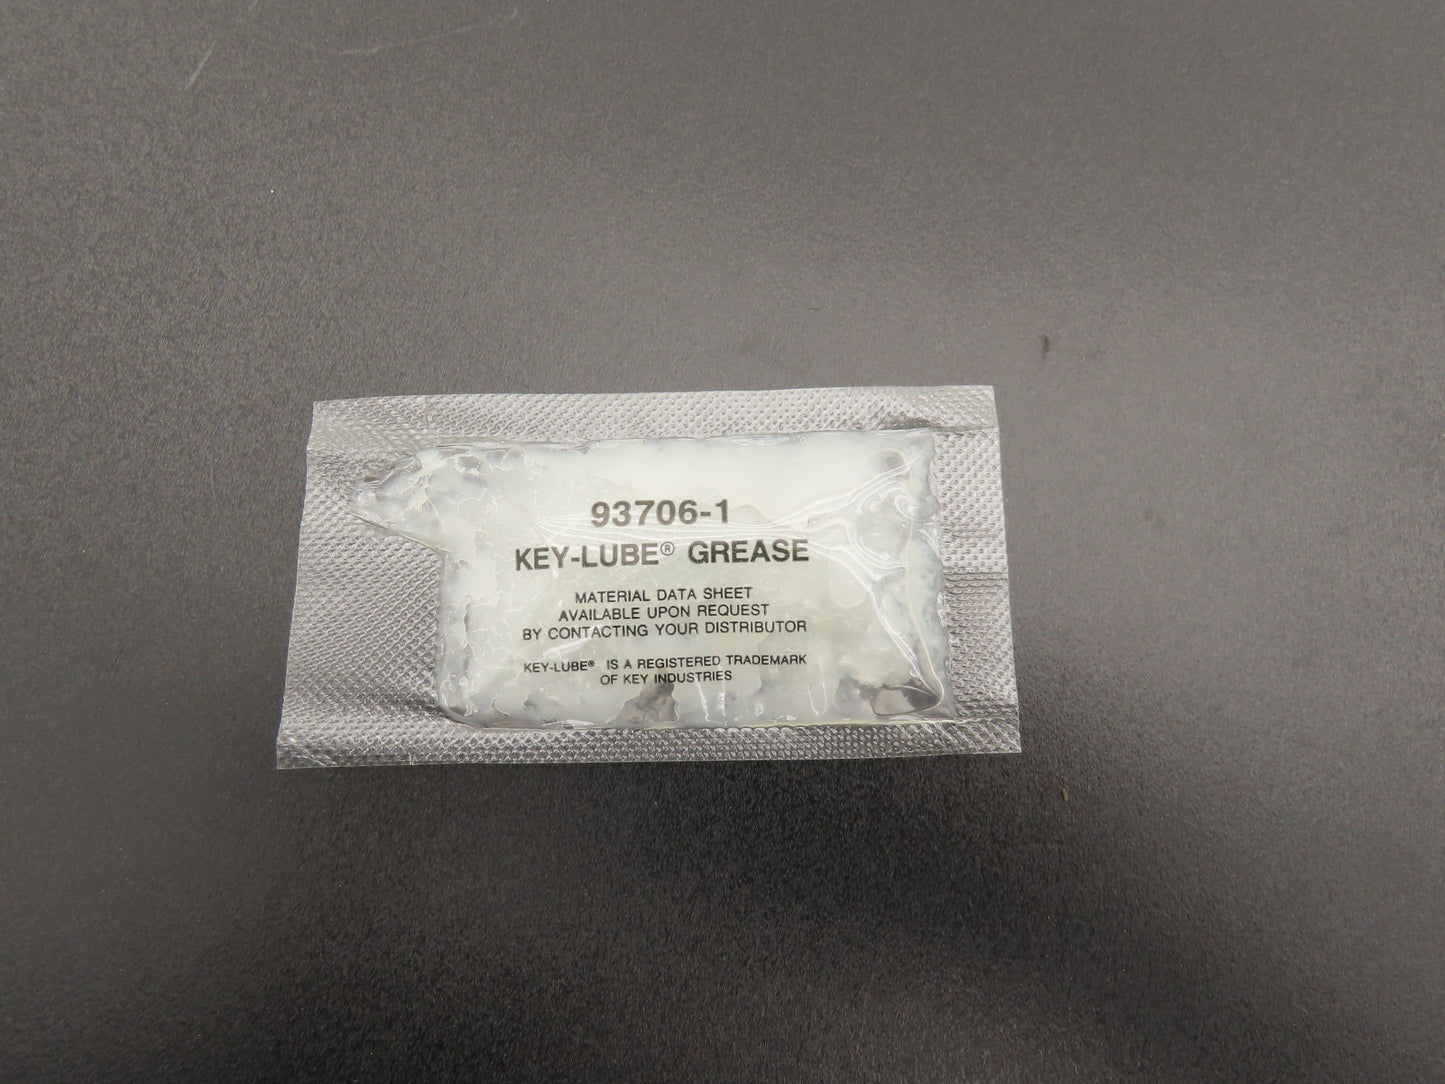 93706-1
KEY-LUBE® GREASE
MATERIAL DATA SHEET
AVAILABLE UPON REQUEST
BY CONTACTING YOUR DISTRIBUTOR
KEY-LUBE® IS A REGISTERED TRADEMARK
OF KEY INDUSTRIES